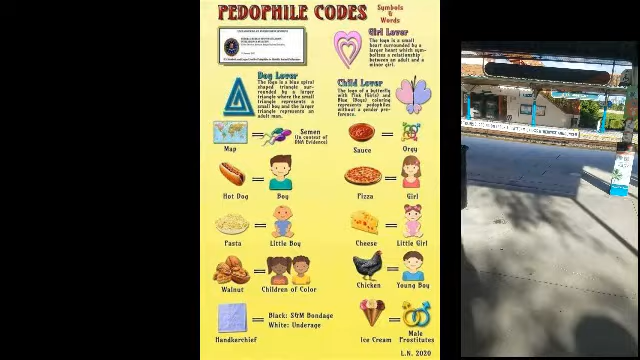 PEDOPHILE CODES
Symbols
&
Words
Girl Lover
The logo is a small
heart surrounded by a
larger heart which sym-
bolizes a relationship
between an adult and a
minor girl.
Boy Lover
The logo is a blue spiral
shaped triangle sur-
rounded by a larger
triangle where the small
triangle represents a
small boy and the larger
triangle represents an
adult man.
Child Lover
The logo of a butterfly
with Pink (Girls) and
Blue (Boys) coloring
represents pedophiles
without a gender pre-
ference.
Map
=
Semen
(in context of
DNA Evidence)
Sauce
=
Orgy
Hot Dog
=
Boy
Pizza
=
Girl
Pasta
=
Little Boy
Cheese
=
Little Girl
Walnut
=
Children of Color
Chicken
=
Young Boy
Handkerchief
=
Black: S&M Bondage
White: Underage
Ice Cream
=
Male
Prostitutes
L.N. 2020